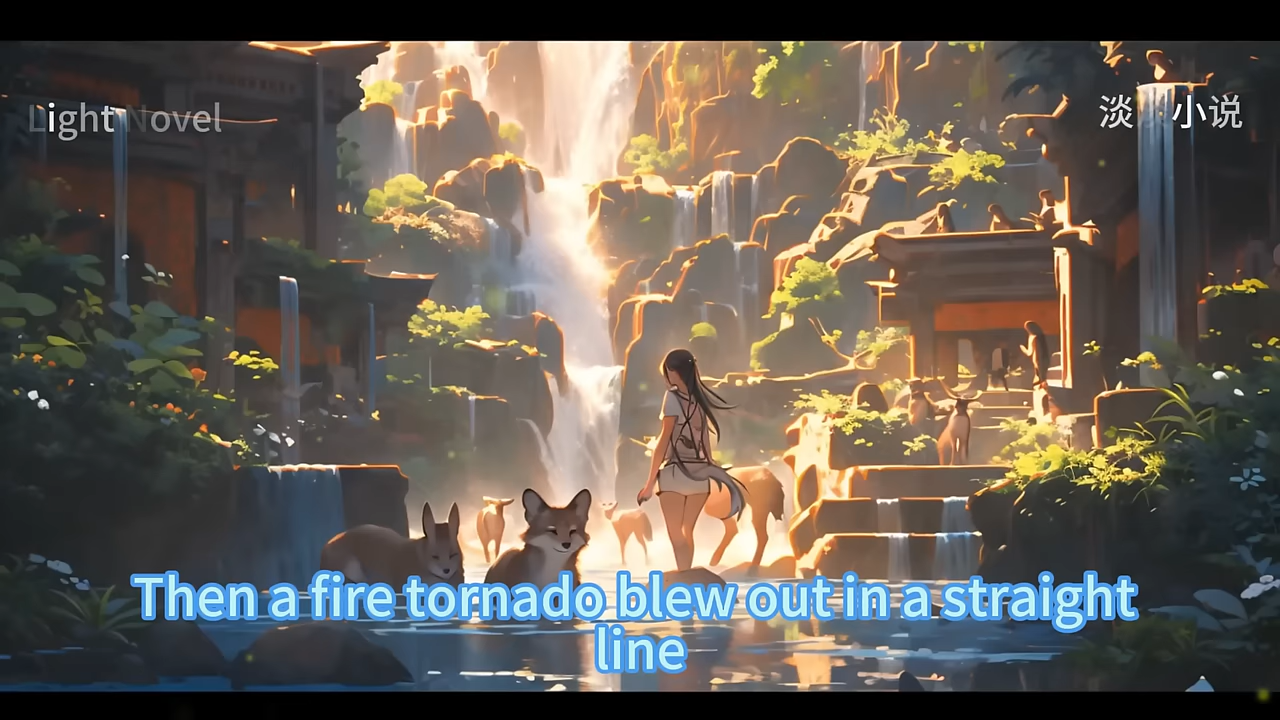 Light Novel
淡 小说
Then a fire tornado blew out in a straight
line